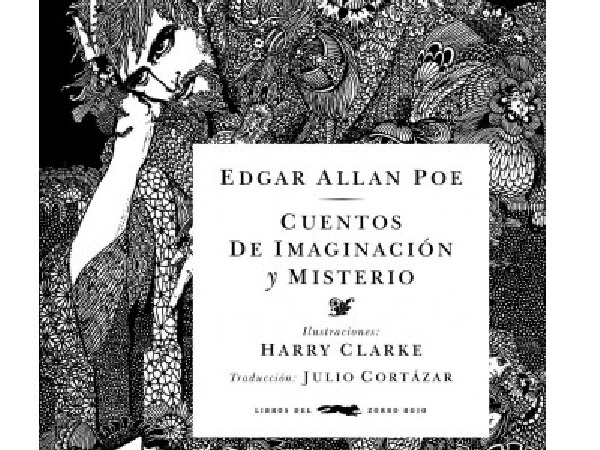 EDGAR ALLAN POE
CUENTOS
DE IMAGINACIÓN
y MISTERIO
Ilustraciones:
HARRY CLARKE
Traducción: JULIO CORTÁZAR
LIBROS DEL ZORRO ROJO